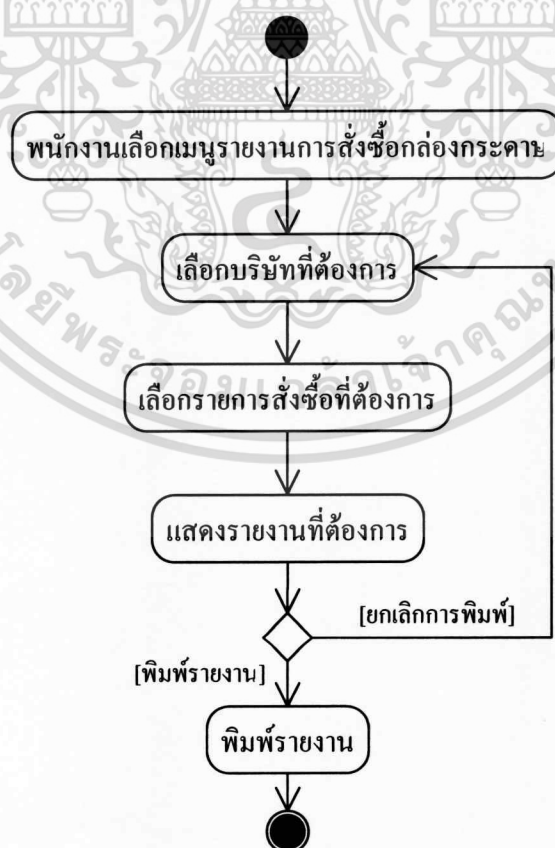 พนักงานเลือกเมนูรายงานการสั่งซื้อกล่องกระดาษ
เลือกบริษัทที่ต้องการ
เลือกรายการสั่งซื้อที่ต้องการ
แสดงรายงานที่ต้องการ
[ยกเลิกการพิมพ์]
[พิมพ์รายงาน]
พิมพ์รายงาน